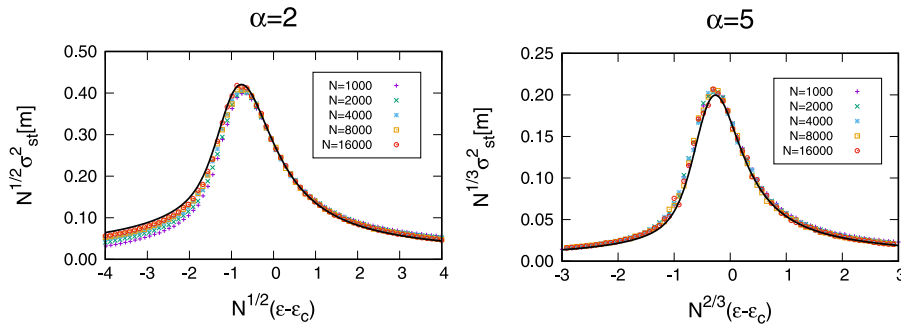 α=2
N^{1/2}σ²_{st}[m]
0.50
0.40
0.30
0.20
0.10
0.00
N=1000
N=2000
N=4000
N=8000
N=16000
-4 -3 -2 -1 0 1 2 3 4
N^{1/2}(ε-ε_c)
α=5
N^{1/3}σ²_{st}[m]
0.25
0.20
0.15
0.10
0.05
0.00
N=1000
N=2000
N=4000
N=8000
N=16000
-3 -2 -1 0 1 2 3
N^{2/3}(ε-ε_c)